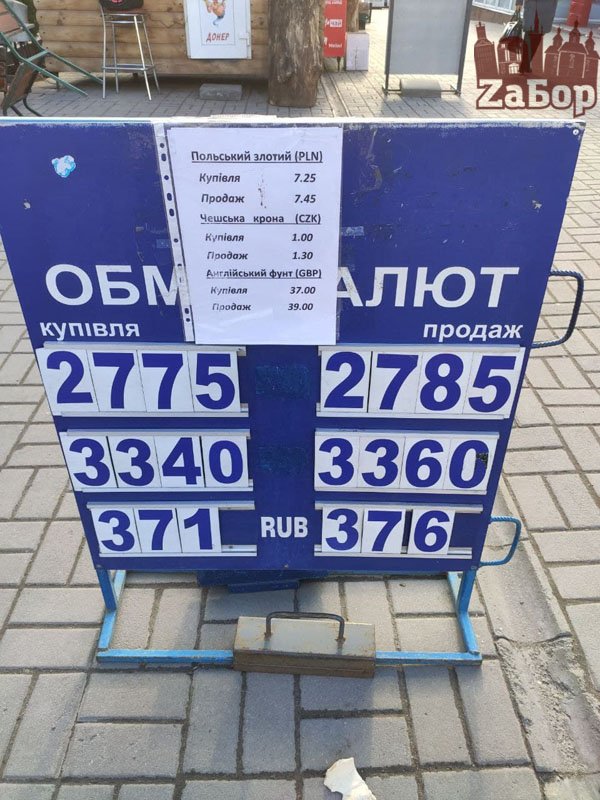 ДОНЕР
ZаБор
Польський злотий (PLN)
Купівля 7.25
Продаж 7.45
Чешська крона (CZK)
Купівля 1.00
Продаж 1.30
Англійський фунт (GBP)
Купівля 37.00
Продаж 39.00
ОБМ АЛЮТ
купівля продаж
2775 2785
3340 3360
371 RUB 376